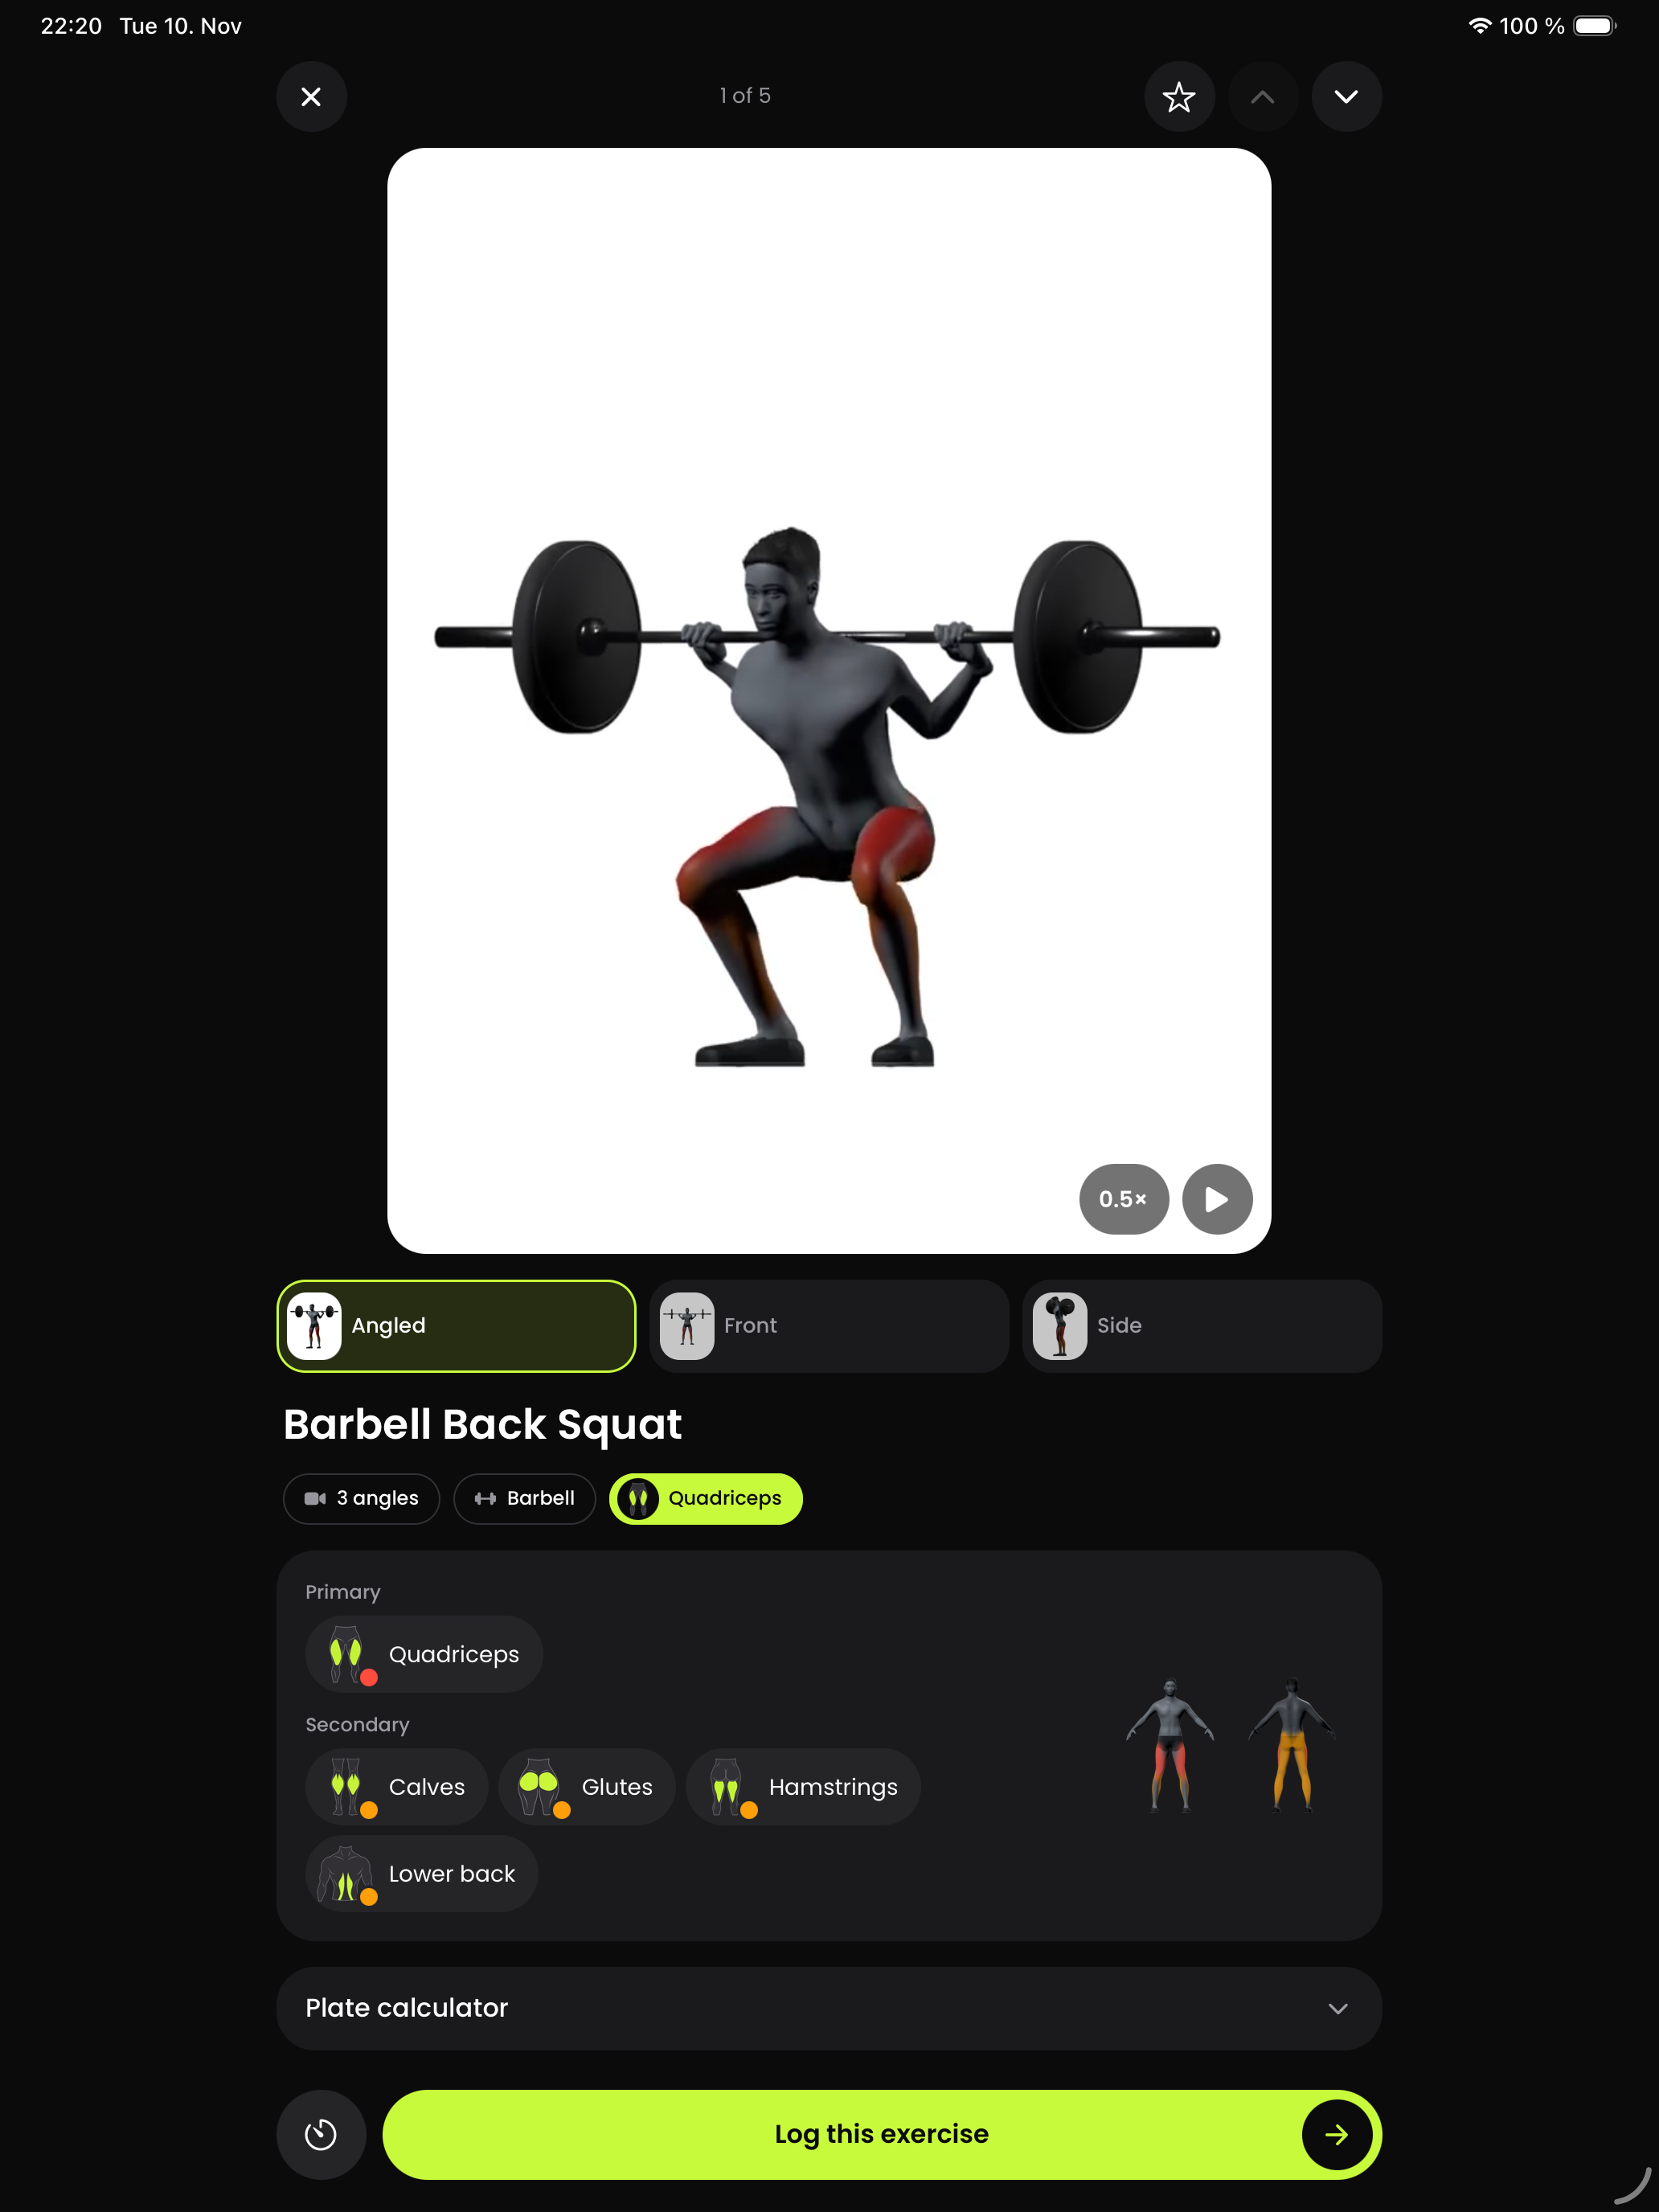 22:20 Tue 10. Nov 100 %
1 of 5
0.5×
Angled Front Side
Barbell Back Squat
3 angles Barbell Quadriceps
Primary
Quadriceps
Secondary
Calves Glutes Hamstrings
Lower back
Plate calculator
Log this exercise